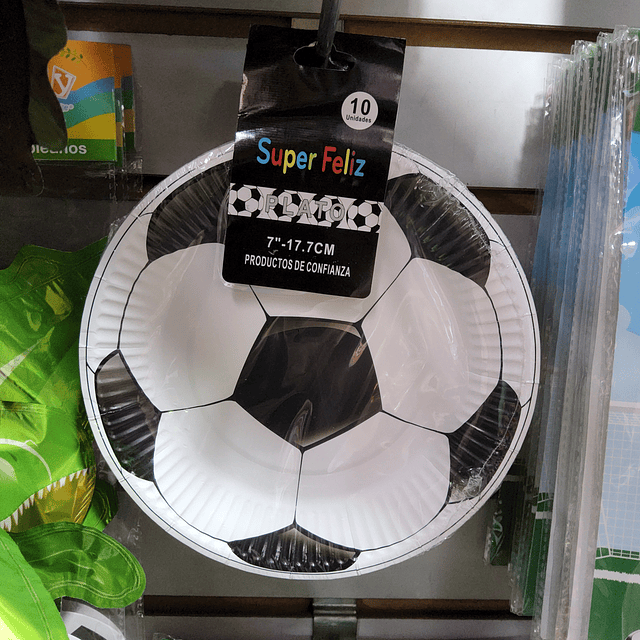 10
Unidades
Super Feliz
PLATO
7"-17.7CM
PRODUCTOS DE CONFIANZA